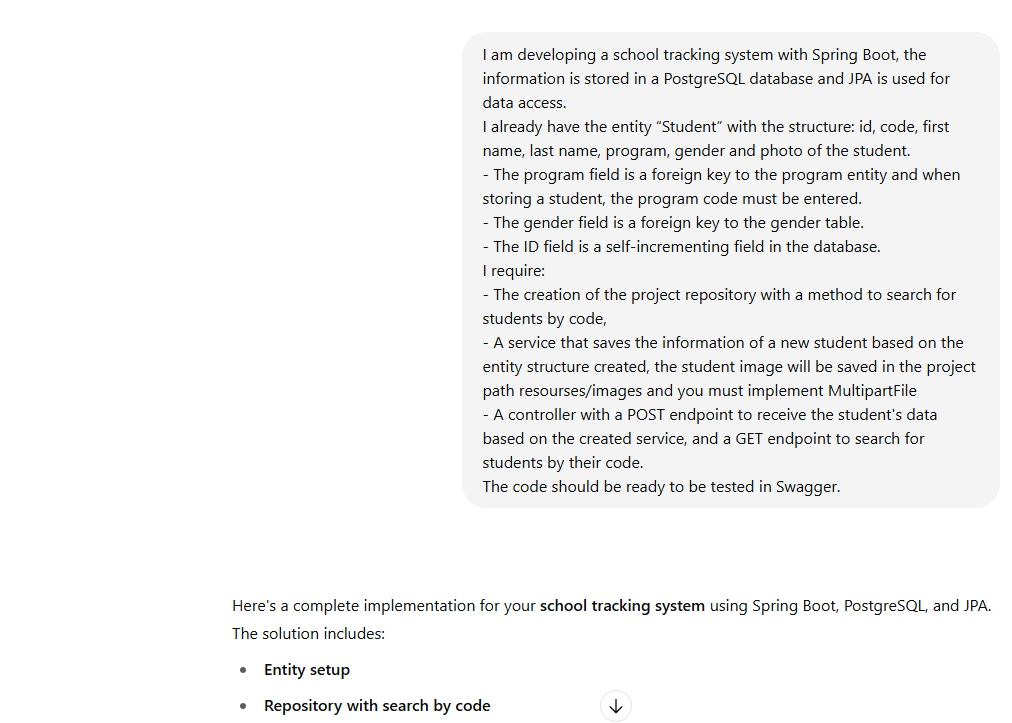 I am developing a school tracking system with Spring Boot, the
information is stored in a PostgreSQL database and JPA is used for
data access.
I already have the entity “Student” with the structure: id, code, first
name, last name, program, gender and photo of the student.
- The program field is a foreign key to the program entity and when
storing a student, the program code must be entered.
- The gender field is a foreign key to the gender table.
- The ID field is a self-incrementing field in the database.
I require:
- The creation of the project repository with a method to search for
students by code,
- A service that saves the information of a new student based on the
entity structure created, the student image will be saved in the project
path resourses/images and you must implement MultipartFile
- A controller with a POST endpoint to receive the student's data
based on the created service, and a GET endpoint to search for
students by their code.
The code should be ready to be tested in Swagger.
Here's a complete implementation for your school tracking system using Spring Boot, PostgreSQL, and JPA.
The solution includes:
• Entity setup
• Repository with search by code